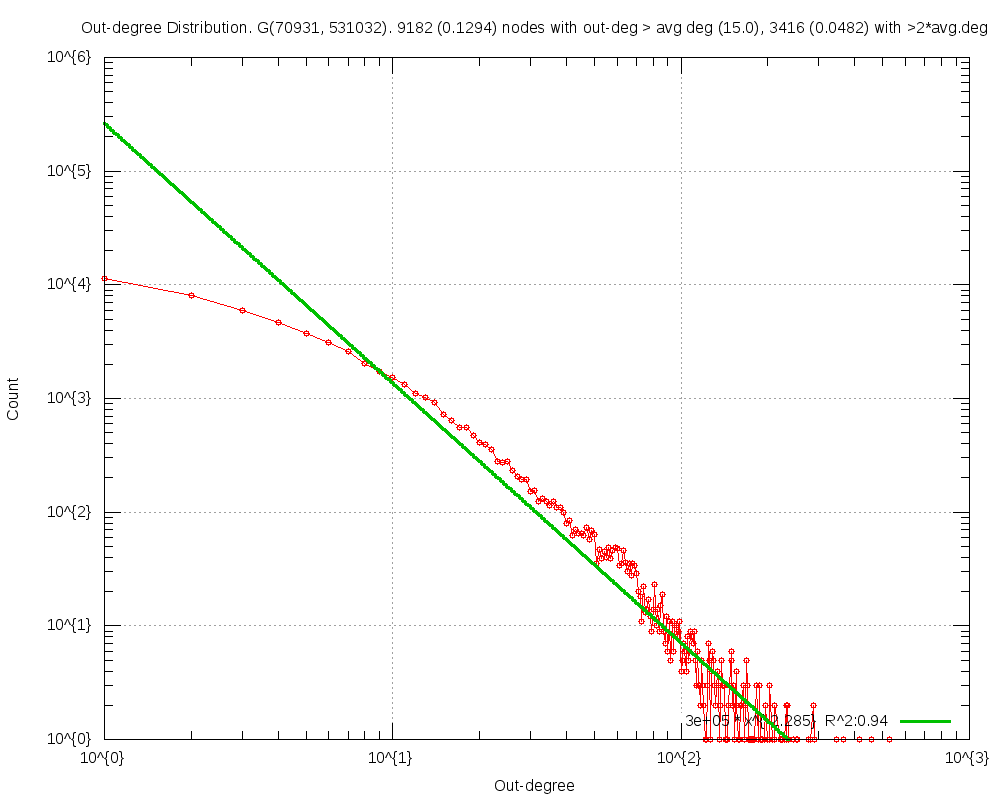 Out-degree Distribution. G(70931, 531032). 9182 (0.1294) nodes with out-deg > avg deg (15.0), 3416 (0.0482) with >2*avg.deg
10^{6}
10^{5}
10^{4}
10^{3}
10^{2}
10^{1}
10^{0}
Count
3e+05 R^2:0.94
10^{0} 10^{1} 10^{2} 10^{3}
Out-degree